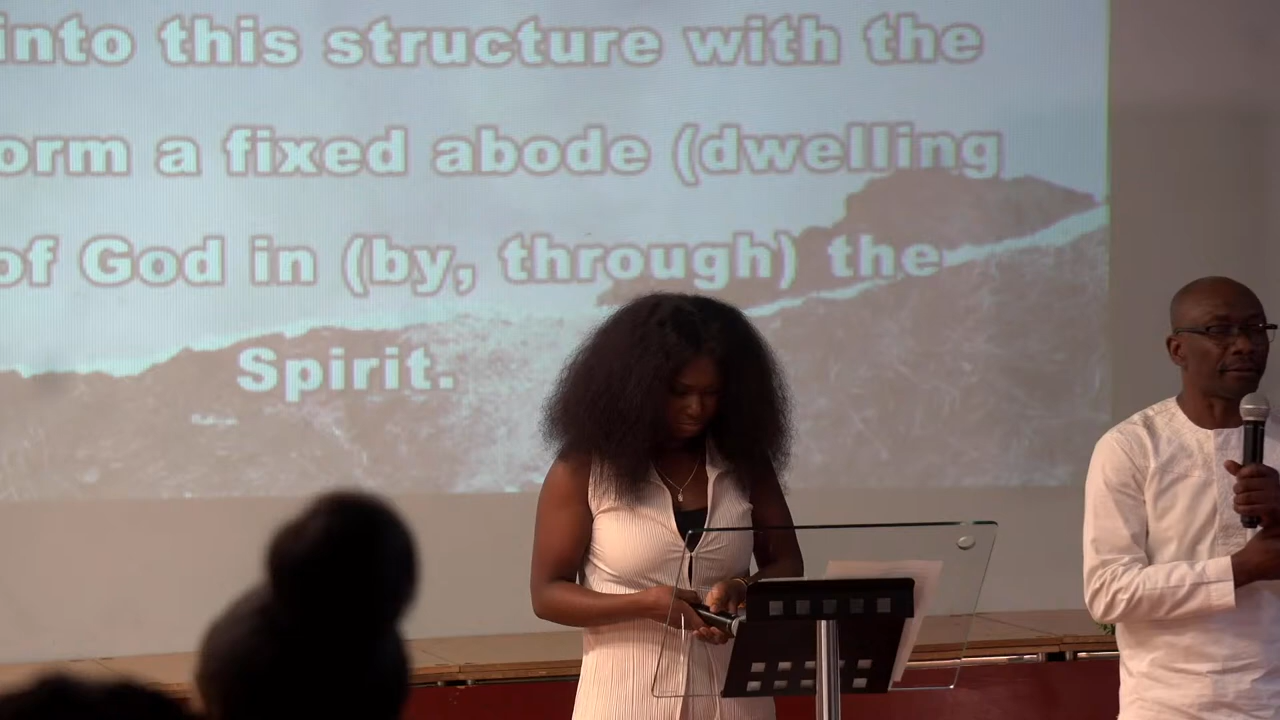 into this structure with the
orm a fixed abode (dwelling
of God in (by, through) the
Spirit.